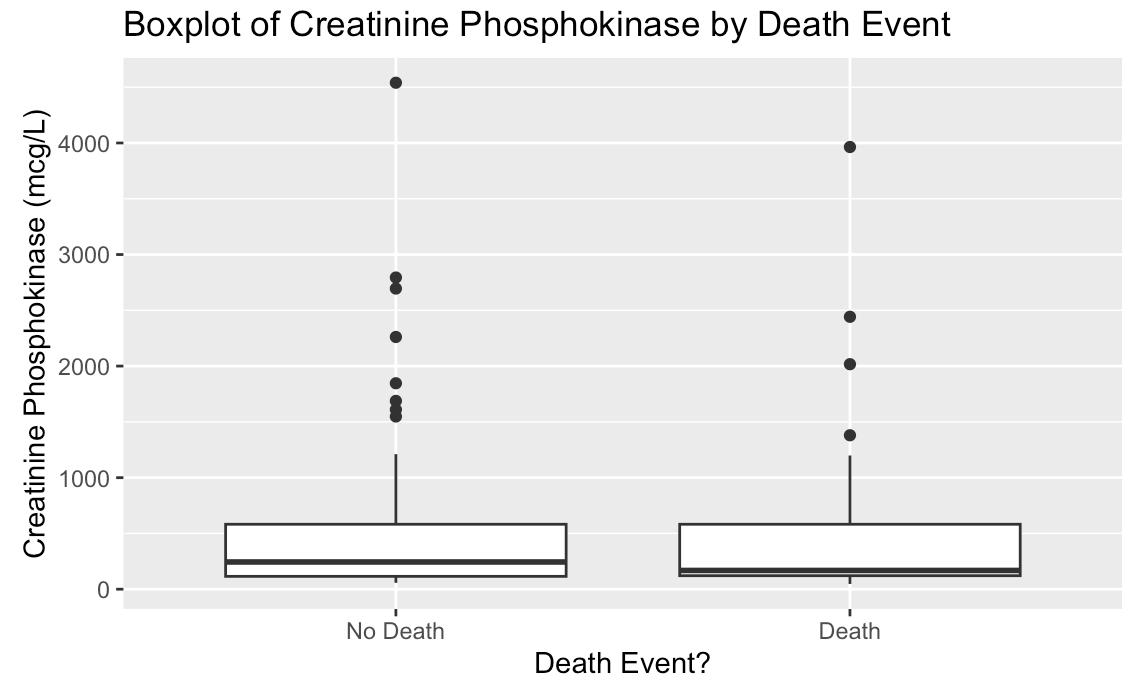 Boxplot of Creatinine Phosphokinase by Death Event
Creatinine Phosphokinase (mcg/L)
4000
3000
2000
1000
0
No Death
Death
Death Event?